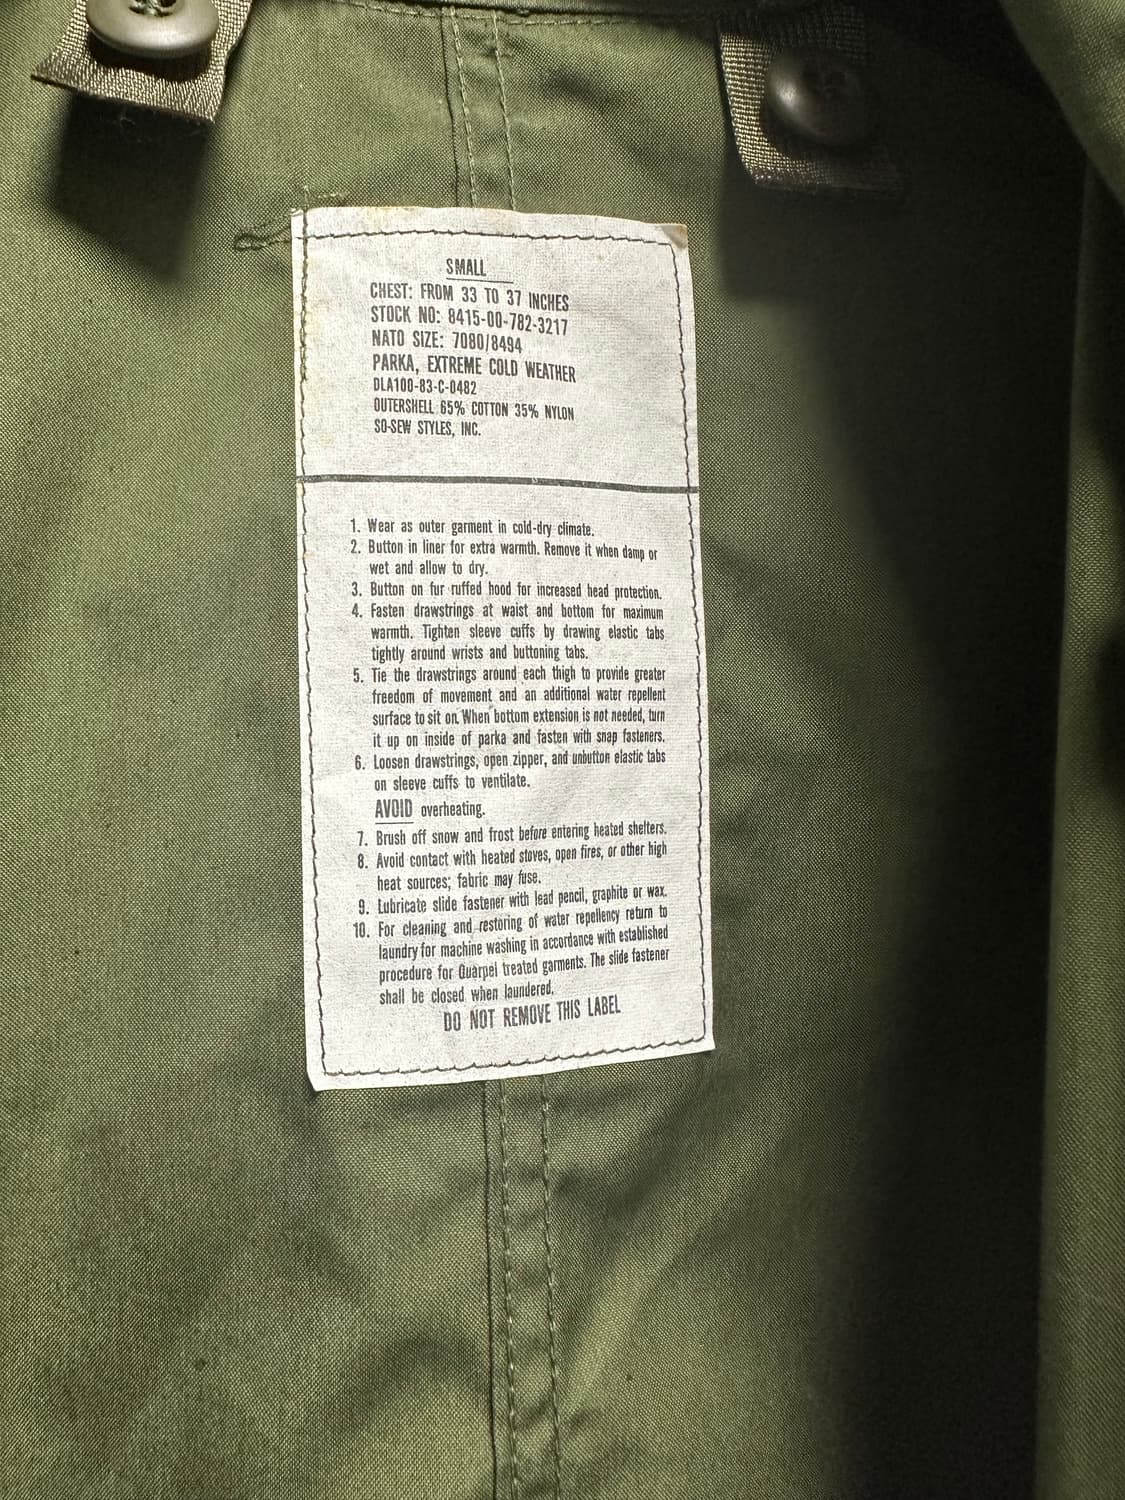 SMALL
CHEST: FROM 33 TO 37 INCHES
STOCK NO: 8415-00-782-3217
NATO SIZE: 7080/8494
PARKA, EXTREME COLD WEATHER
DLA100-83-C-0482
OUTERSHELL 65% COTTON 35% NYLON
SO-SEW STYLES, INC.
1. Wear as outer garment in cold-dry climate.
2. Button in liner for extra warmth. Remove it when damp or
wet and allow to dry.
3. Button on fur ruffed hood for increased head protection.
4. Fasten drawstrings at waist and bottom for maximum
warmth. Tighten sleeve cuffs by drawing elastic tabs
tightly around wrists and buttoning tabs.
5. Tie the drawstrings around each thigh to provide greater
freedom of movement and an additional water repellent
surface to sit on. When bottom extension is not needed, turn
it up on inside of parka and fasten with snap fasteners.
6. Loosen drawstrings, open zipper, and unbutton elastic tabs
on sleeve cuffs to ventilate.
AVOID overheating.
7. Brush off snow and frost before entering heated shelters.
8. Avoid contact with heated stoves, open fires, or other high
heat sources; fabric may fuse.
9. Lubricate slide fastener with lead pencil, graphite or wax.
10. For cleaning and restoring of water repellency return to
laundry for machine washing in accordance with established
procedure for Quarpel treated garments. The slide fastener
shall be closed when laundered.
DO NOT REMOVE THIS LABEL